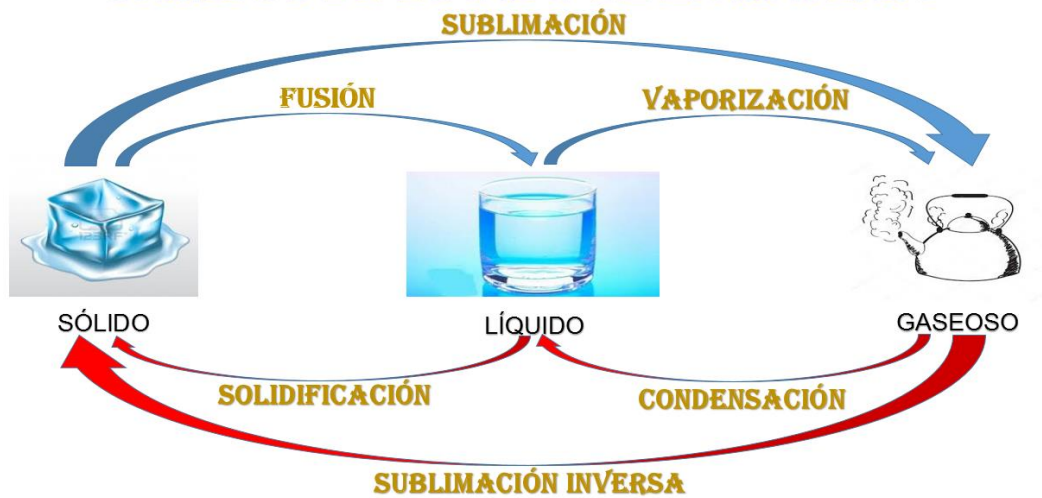 SUBLIMACIÓN
FUSIÓN
VAPORIZACIÓN
SÓLIDO
LÍQUIDO
GASEOSO
SOLIDIFICACIÓN
CONDENSACIÓN
SUBLIMACIÓN INVERSA